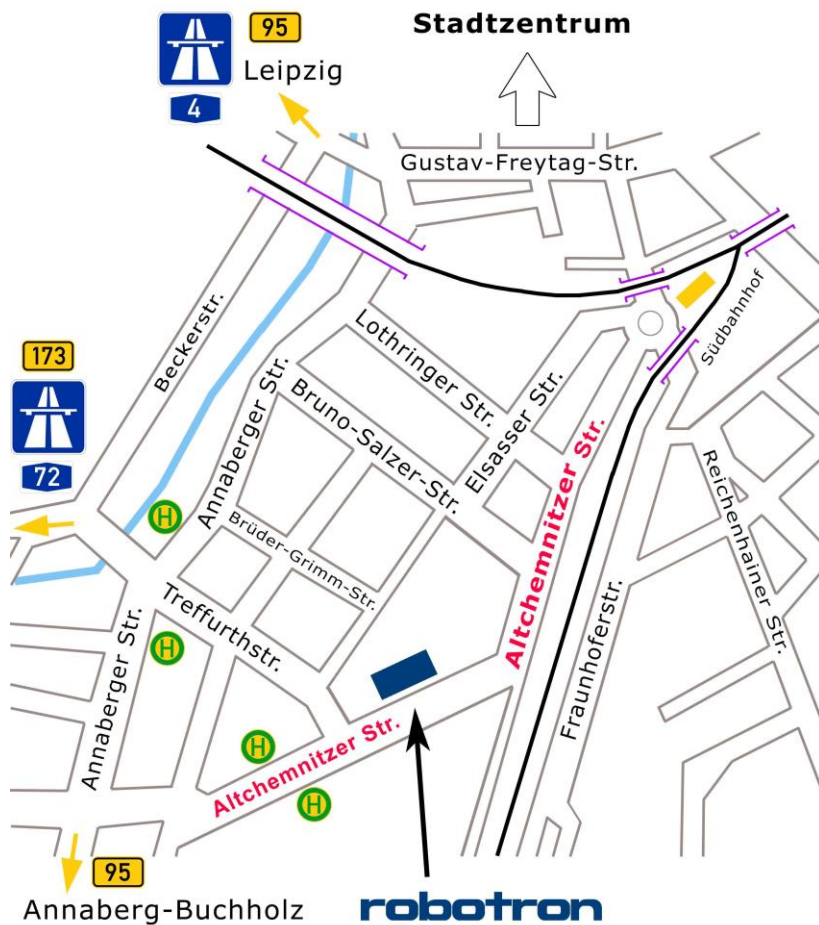 Stadtzentrum
95
Leipzig
4
Gustav-Freytag-Str.
Südbahnhof
Beckerstr.
Lothringer Str.
173
72
Annaberger Str.
Bruno-Salzer-Str.
Elsasser Str.
Altchemnitzer Str.
Reichenhainer Str.
H
Brüder-Grimm-Str.
Treffurthstr.
Fraunhoferstr.
H
Annaberger Str.
H
Altchemnitzer Str.
H
95
Annaberg-Buchholz
robotron